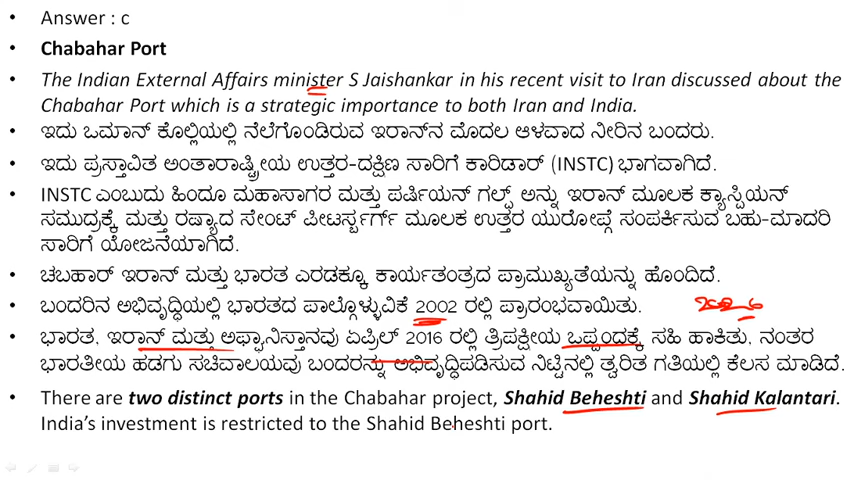 • Answer : c
• Chabahar Port
• The Indian External Affairs minister S Jaishankar in his recent visit to Iran discussed about the
Chabahar Port which is a strategic importance to both Iran and India.
• ಇದು ಒಮಾನ್ ಕೊಲ್ಲಿಯಲ್ಲಿ ನೆಲೆಗೊಂಡಿರುವ ಇರಾನ್‌ನ ಮೊದಲ ಆಳವಾದ ನೀರಿನ ಬಂದರು.
• ಇದು ಪ್ರಸ್ತಾವಿತ ಅಂತಾರಾಷ್ಟ್ರೀಯ ಉತ್ತರ-ದಕ್ಷಿಣ ಸಾರಿಗೆ ಕಾರಿಡಾರ್ (INSTC) ಭಾಗವಾಗಿದೆ.
• INSTC ಎಂಬುದು ಹಿಂದೂ ಮಹಾಸಾಗರ ಮತ್ತು ಪರ್ಷಿಯನ್ ಗಲ್ಫ್ ಅನ್ನು ಇರಾನ್ ಮೂಲಕ ಕ್ಯಾಸ್ಪಿಯನ್
ಸಮುದ್ರಕ್ಕೆ ಮತ್ತು ರಷ್ಯಾದ ಸೇಂಟ್ ಪೀಟರ್ಸ್ಬರ್ಗ್ ಮೂಲಕ ಉತ್ತರ ಯುರೋಪ್ಗೆ ಸಂಪರ್ಕಿಸುವ ಬಹು-ಮಾದರಿ
ಸಾರಿಗೆ ಯೋಜನೆಯಾಗಿದೆ.
• ಚಬಹಾರ್ ಇರಾನ್ ಮತ್ತು ಭಾರತ ಎರಡಕ್ಕೂ ಕಾರ್ಯತಂತ್ರದ ಪ್ರಾಮುಖ್ಯತೆಯನ್ನು ಹೊಂದಿದೆ.
• ಬಂದರಿನ ಅಭಿವೃದ್ಧಿಯಲ್ಲಿ ಭಾರತದ ಪಾಲ್ಗೊಳ್ಳುವಿಕೆ 2002 ರಲ್ಲಿ ಪ್ರಾರಂಭವಾಯಿತು.
• ಭಾರತ, ಇರಾನ್ ಮತ್ತು ಅಫ್ಘಾನಿಸ್ತಾನವು ಏಪ್ರಿಲ್ 2016 ರಲ್ಲಿ ತ್ರಿಪಕ್ಷೀಯ ಒಪ್ಪಂದಕ್ಕೆ ಸಹಿ ಹಾಕಿತು, ನಂತರ
ಭಾರತೀಯ ಹಡಗು ಸಚಿವಾಲಯವು ಬಂದರನ್ನು ಅಭಿವೃದ್ಧಿಪಡಿಸುವ ನಿಟ್ಟಿನಲ್ಲಿ ತ್ವರಿತ ಗತಿಯಲ್ಲಿ ಕೆಲಸ ಮಾಡಿದೆ.
• There are two distinct ports in the Chabahar project, Shahid Beheshti and Shahid Kalantari.
India’s investment is restricted to the Shahid Beheshti port.